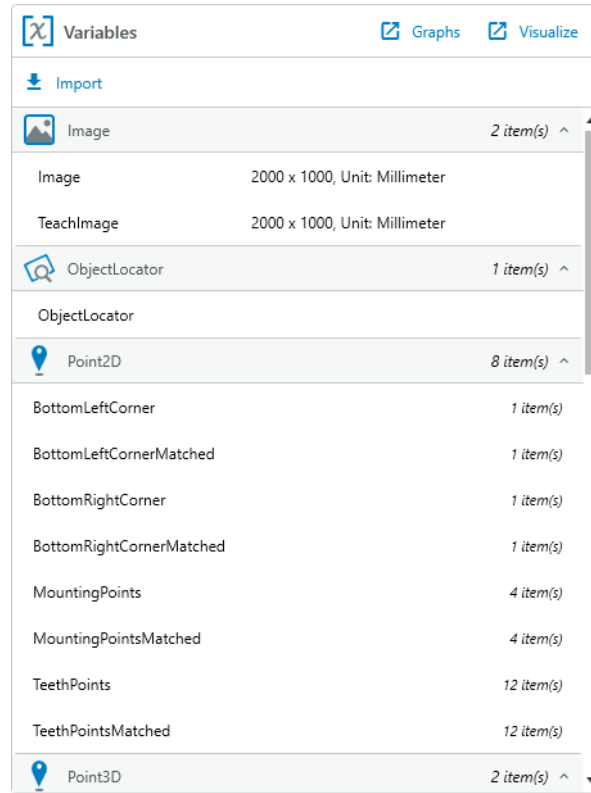 [χ] Variables Graphs Visualize
Import
Image 2 item(s)
Image 2000 x 1000, Unit: Millimeter
TeachImage 2000 x 1000, Unit: Millimeter
ObjectLocator 1 item(s)
ObjectLocator
Point2D 8 item(s)
BottomLeftCorner 1 item(s)
BottomLeftCornerMatched 1 item(s)
BottomRightCorner 1 item(s)
BottomRightCornerMatched 1 item(s)
MountingPoints 4 item(s)
MountingPointsMatched 4 item(s)
TeethPoints 12 item(s)
TeethPointsMatched 12 item(s)
Point3D 2 item(s)